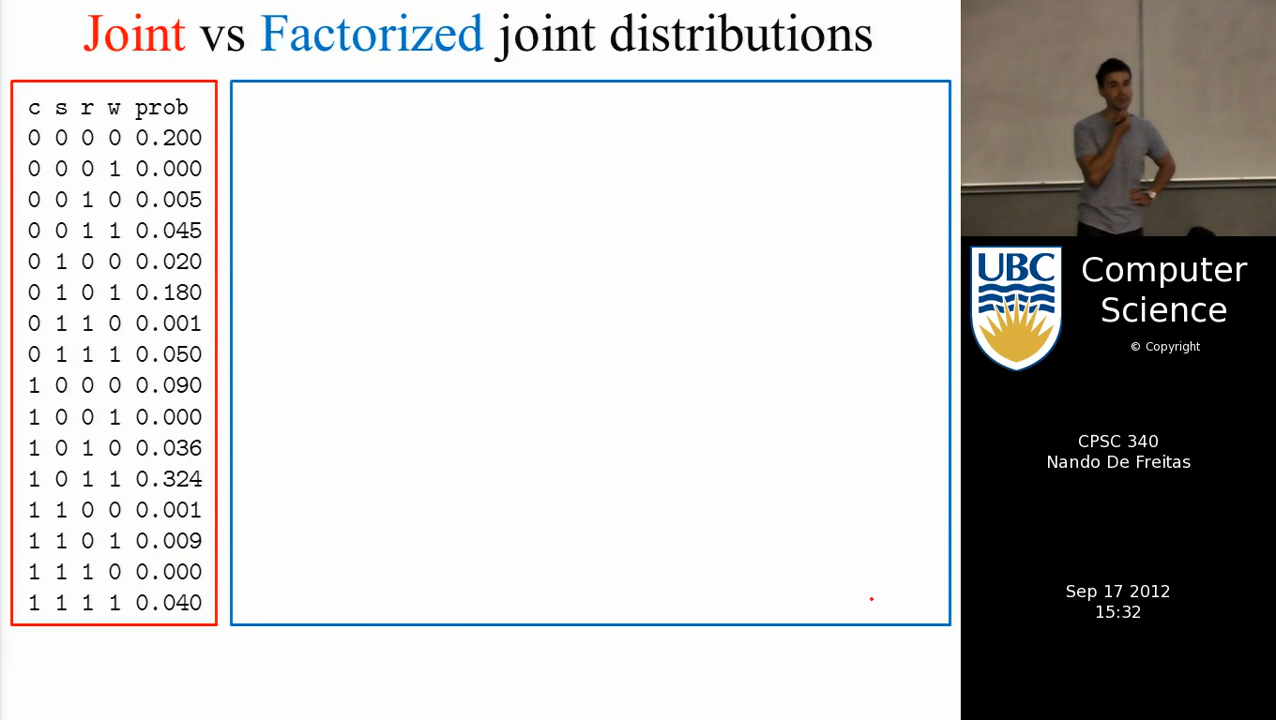 Joint vs Factorized joint distributions
c s r w prob
0 0 0 0 0.200
0 0 0 1 0.000
0 0 1 0 0.005
0 0 1 1 0.045
0 1 0 0 0.020
0 1 0 1 0.180
0 1 1 0 0.001
0 1 1 1 0.050
1 0 0 0 0.090
1 0 0 1 0.000
1 0 1 0 0.036
1 0 1 1 0.324
1 1 0 0 0.001
1 1 0 1 0.009
1 1 1 0 0.000
1 1 1 1 0.040
UBC
Computer
Science
© Copyright
CPSC 340
Nando De Freitas
Sep 17 2012
15:32